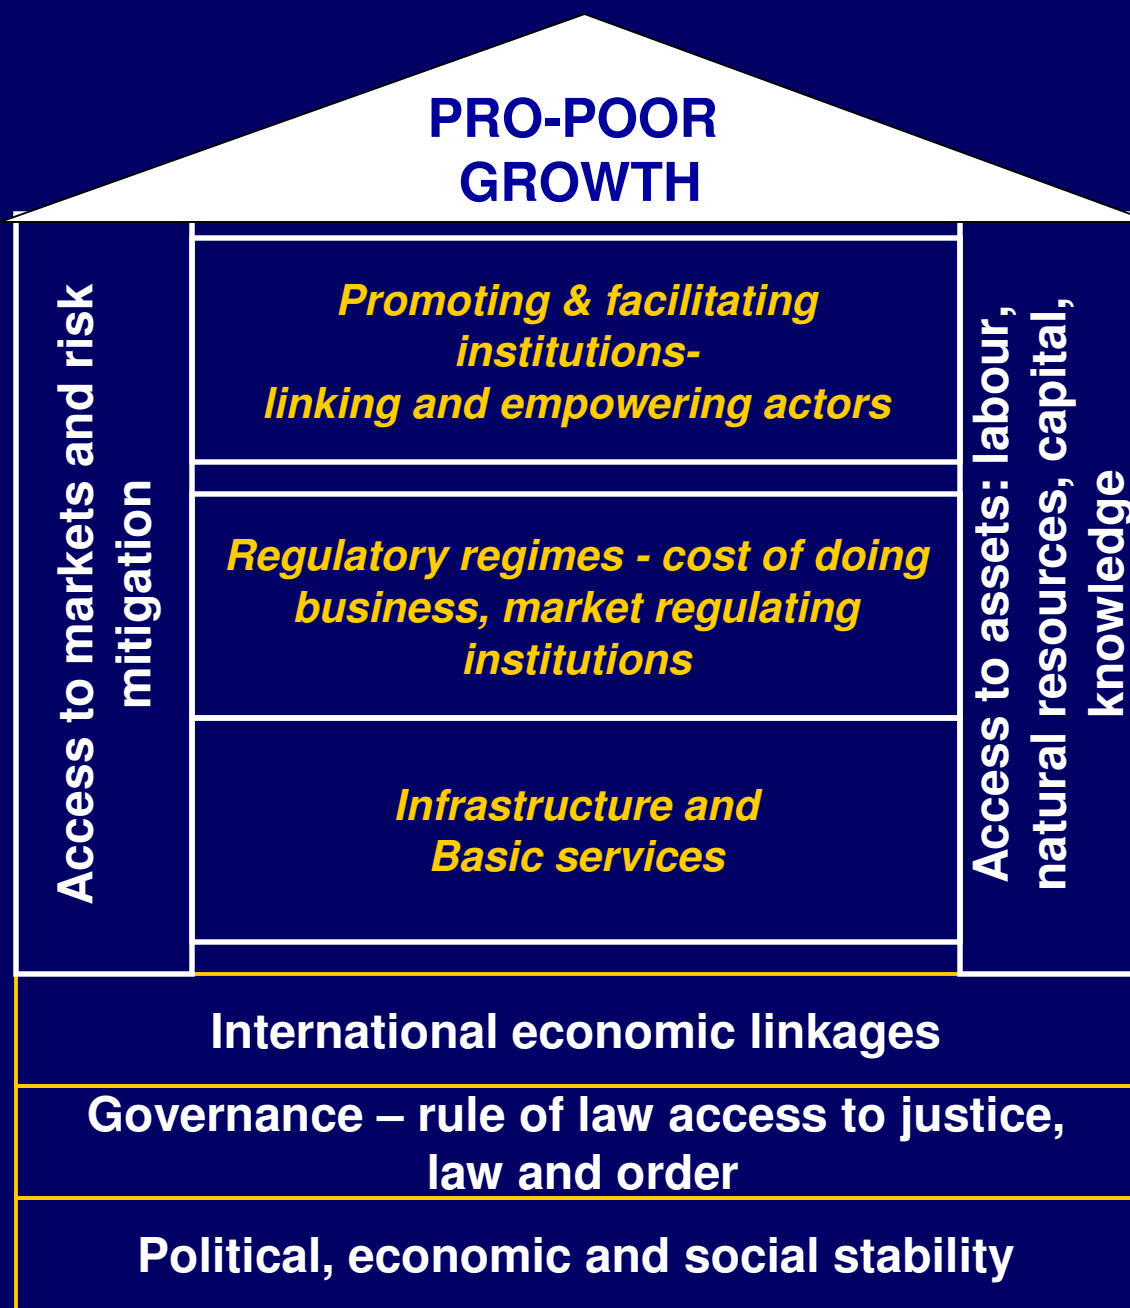 PRO-POOR
GROWTH
Access to markets and risk
mitigation
Promoting & facilitating
institutions-
linking and empowering actors
Regulatory regimes - cost of doing
business, market regulating
institutions
Infrastructure and
Basic services
Access to assets: labour,
natural resources, capital,
knowledge
International economic linkages
Governance – rule of law access to justice,
law and order
Political, economic and social stability